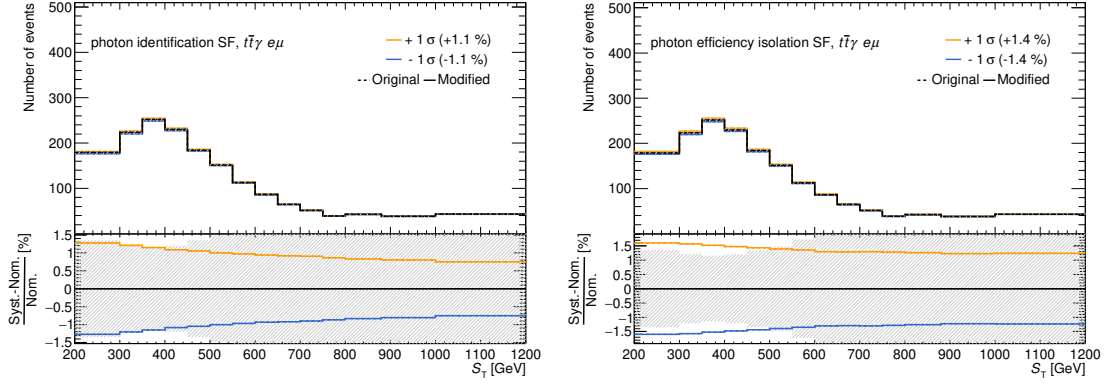 Number of events
500
400
300
200
100
photon identification SF, tt̄γ eμ
+ 1 σ (+1.1 %)
- 1 σ (-1.1 %)
Original Modified
Syst.-Nom.
Nom.
[%]
1.5
1
0.5
0
−0.5
−1
−1.5
200 300 400 500 600 700 800 900 1000 1100 1200
S_T [GeV]
Number of events
500
400
300
200
100
photon efficiency isolation SF, tt̄γ eμ
+ 1 σ (+1.4 %)
- 1 σ (-1.4 %)
Original Modified
Syst.-Nom.
Nom.
[%]
1.5
1
0.5
0
−0.5
−1
−1.5
200 300 400 500 600 700 800 900 1000 1100 1200
S_T [GeV]